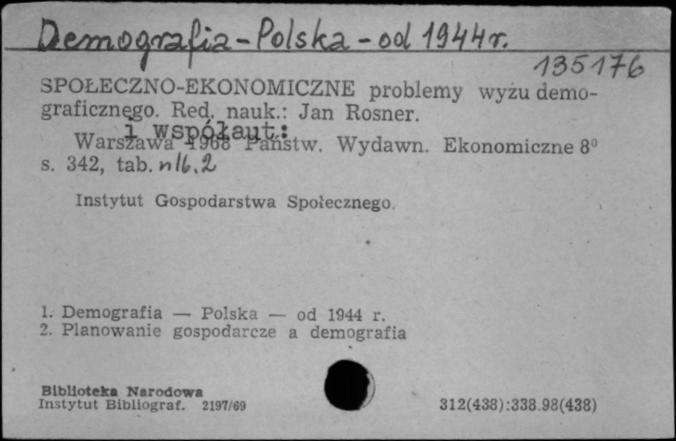 Demografia – Polska – od 1944 r.
135176
SPOŁECZNO-EKONOMICZNE problemy wyżu demo-
graficznego. Red. nauk.: Jan Rosner.
i współaut.:
Warszawa 1968 Państw. Wydawn. Ekonomiczne 8⁰
s. 342, tab. nlb. 2
Instytut Gospodarstwa Społecznego.
1. Demografia — Polska — od 1944 r.
2. Planowanie gospodarcze a demografia
Biblioteka Narodowa
Instytut Bibliograf. 2197/69
312(438):338.98(438)